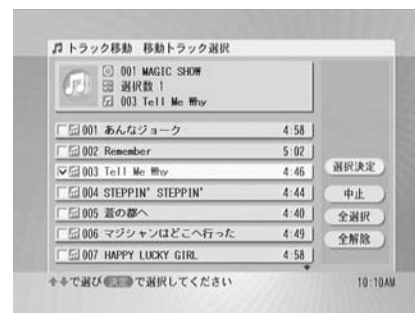 トラック移動 移動トラック選択
001 MAGIC SHOW
選択数 1
003 Tell Me Why
001 あんなジョーク 4:58
002 Remember 5:02
003 Tell Me Why 4:46
004 STEPPIN' STEPPIN' 4:44
005 蒼の都へ 4:40
006 マジシャンはどこへ行った 4:49
007 HAPPY LUCKY GIRL 4:58
選択決定
中止
全選択
全解除
で選び 決定 で選択してください 10:10AM